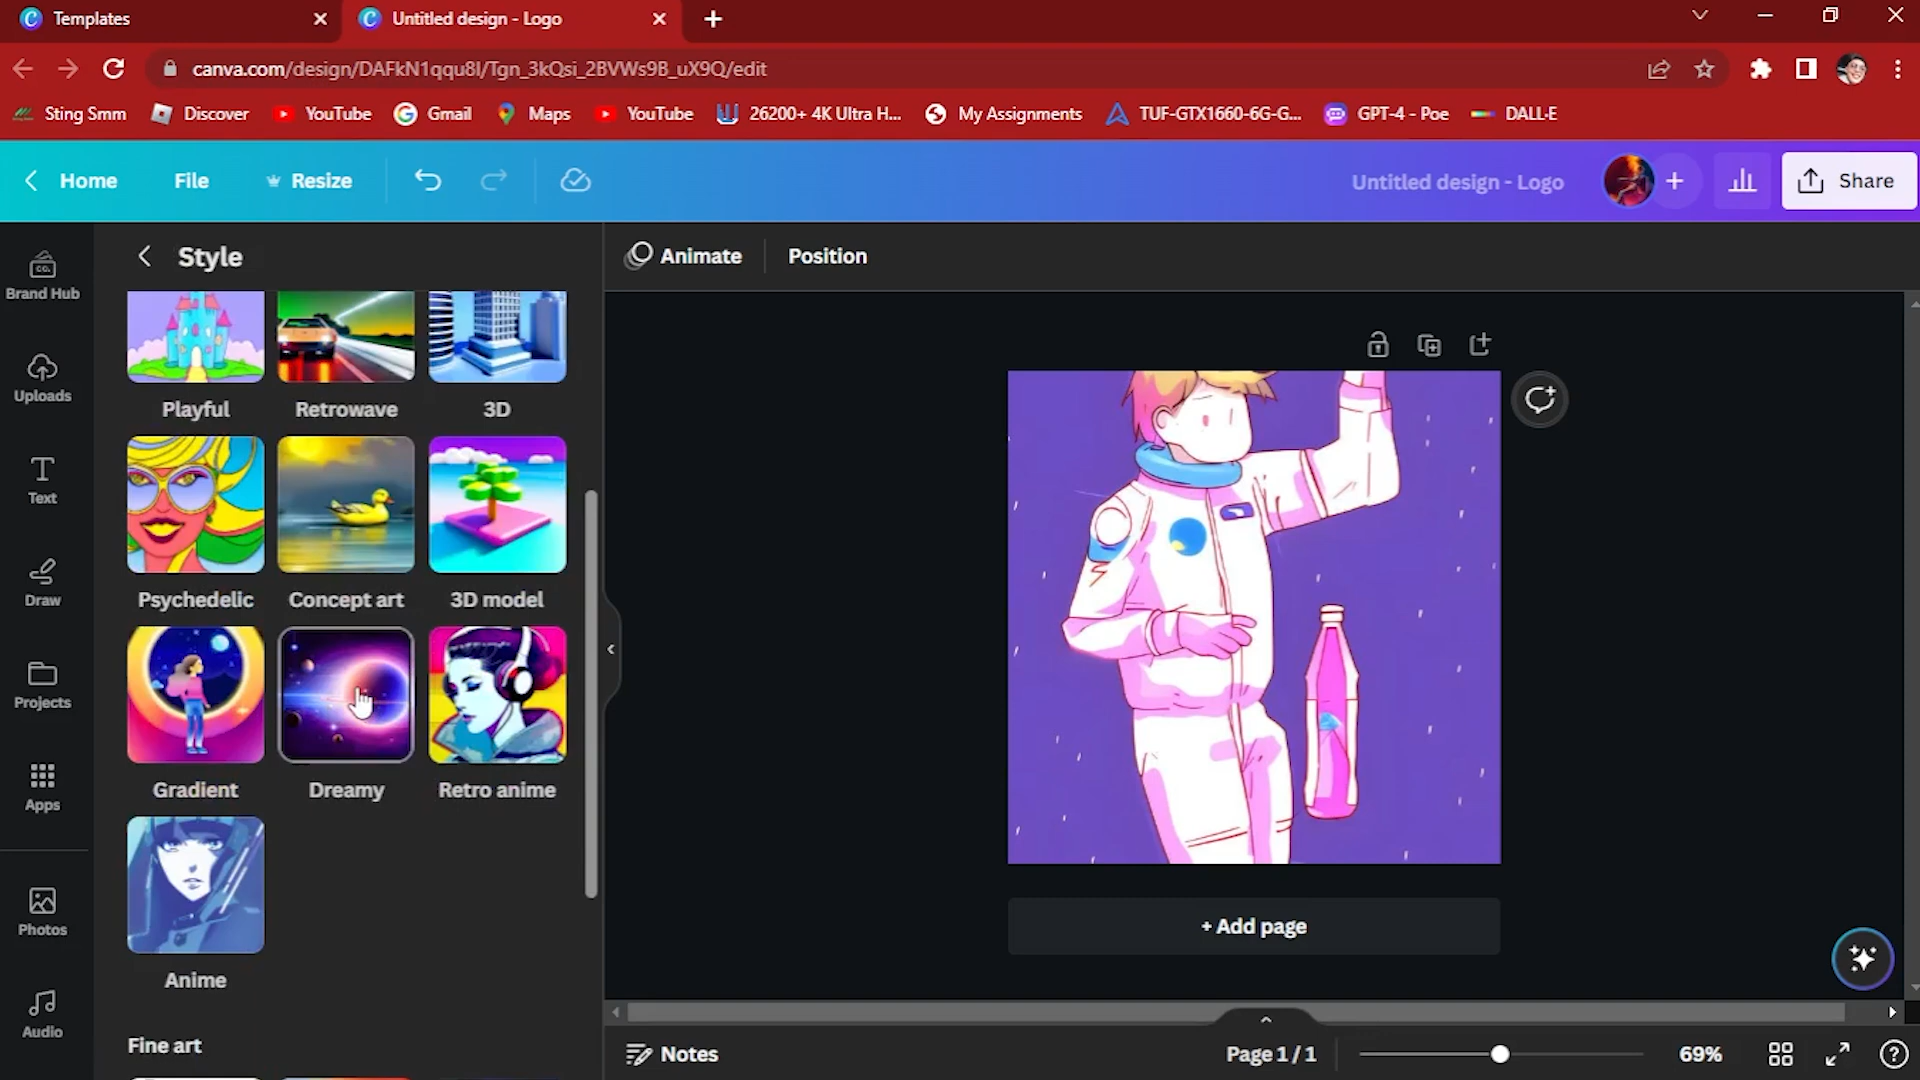 Templates
Untitled design - Logo
canva.com/design/DAFkN1qqu8I/Tgn_3kQsi_2BVWs9B_uX9Q/edit
Sting Smm
Discover
YouTube
Gmail
Maps
YouTube
26200+ 4K Ultra H...
My Assignments
TUF-GTX1660-6G-G...
GPT-4 - Poe
DALL·E
Home
File
Resize
Untitled design - Logo
Share
Brand Hub
Uploads
Text
Draw
Projects
Apps
Photos
Audio
Style
Playful
Retrowave
3D
Psychedelic
Concept art
3D model
Gradient
Dreamy
Retro anime
Anime
Fine art
Animate
Position
+ Add page
Notes
Page 1 / 1
69%